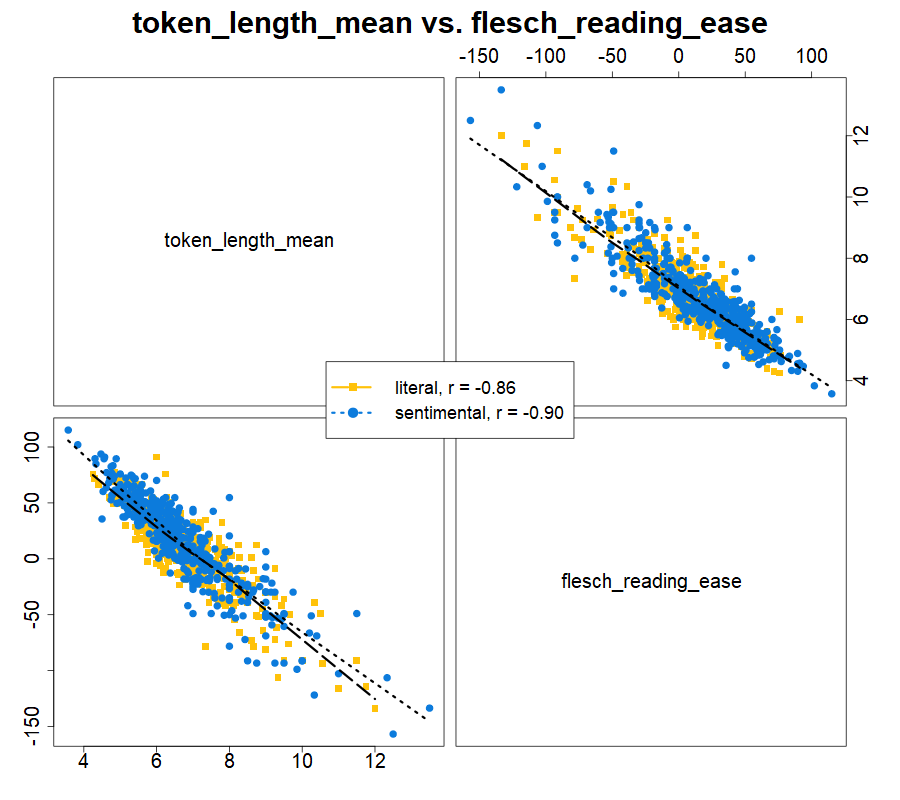 token_length_mean vs. flesch_reading_ease
-150 -100 -50 0 50 100
token_length_mean
12
10
8
6
4
literal, r = -0.86
sentimental, r = -0.90
100
50
0
-50
-150
flesch_reading_ease
4 6 8 10 12